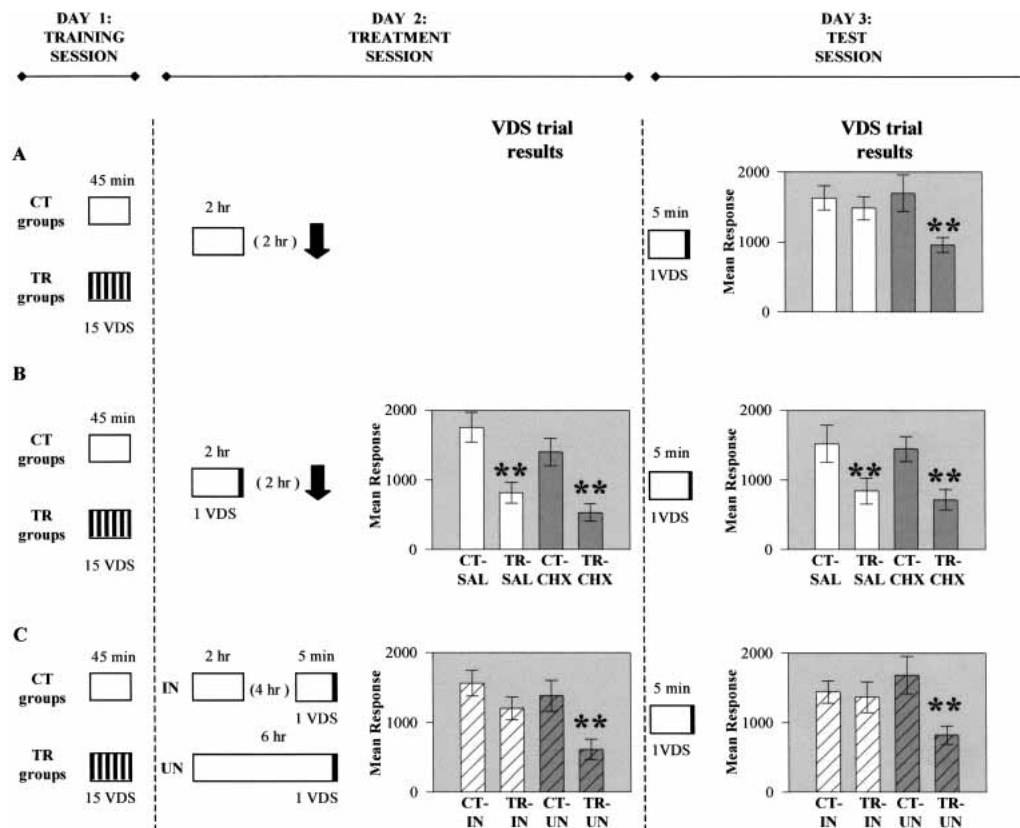 DAY 1:
TRAINING
SESSION
DAY 2:
TREATMENT
SESSION
DAY 3:
TEST
SESSION
A
VDS trial
results
VDS trial
results
45 min
CT
groups
TR
groups
15 VDS
2 hr
( 2 hr )
5 min
1VDS
Mean Response
2000
1000
0
**
B
45 min
CT
groups
TR
groups
15 VDS
2 hr
( 2 hr )
1 VDS
Mean Response
2000
1000
0
**
**
CT-
SAL
TR-
SAL
CT-
CHX
TR-
CHX
5 min
1VDS
Mean Response
2000
1000
0
**
**
CT-
SAL
TR-
SAL
CT-
CHX
TR-
CHX
C
45 min
CT
groups
TR
groups
15 VDS
2 hr
5 min
IN
(4 hr)
1 VDS
6 hr
UN
1 VDS
Mean Response
2000
1000
0
**
CT-
IN
TR-
IN
CT-
UN
TR-
UN
5 min
1VDS
Mean Response
2000
1000
0
**
CT-
IN
TR-
IN
CT-
UN
TR-
UN